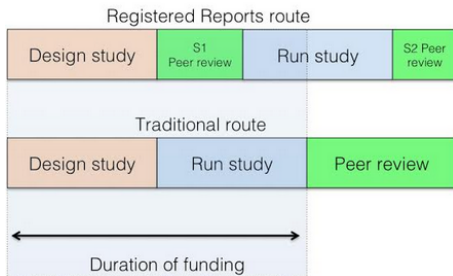 Registered Reports route
Design study
S1
Peer review
Run study
S2 Peer
review
Traditional route
Design study
Run study
Peer review
Duration of funding